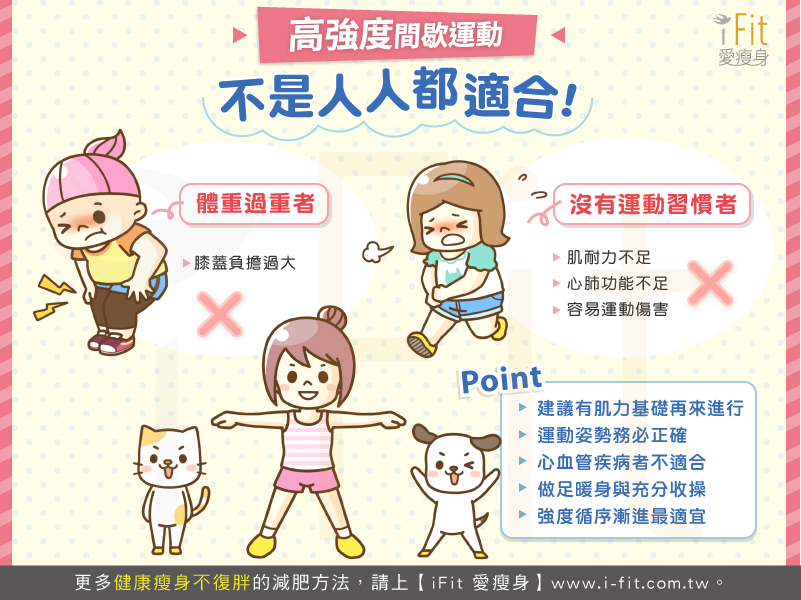 高強度間歇運動
iFit
愛瘦身
不是人人都適合!
體重過重者
膝蓋負擔過大
沒有運動習慣者
肌耐力不足
心肺功能不足
容易運動傷害
Point
建議有肌力基礎再來進行
運動姿勢務必正確
心血管疾病者不適合
做足暖身與充分收操
強度循序漸進最適宜
更多健康瘦身不復胖的減肥方法，請上【iFit 愛瘦身】www.i-fit.com.tw。